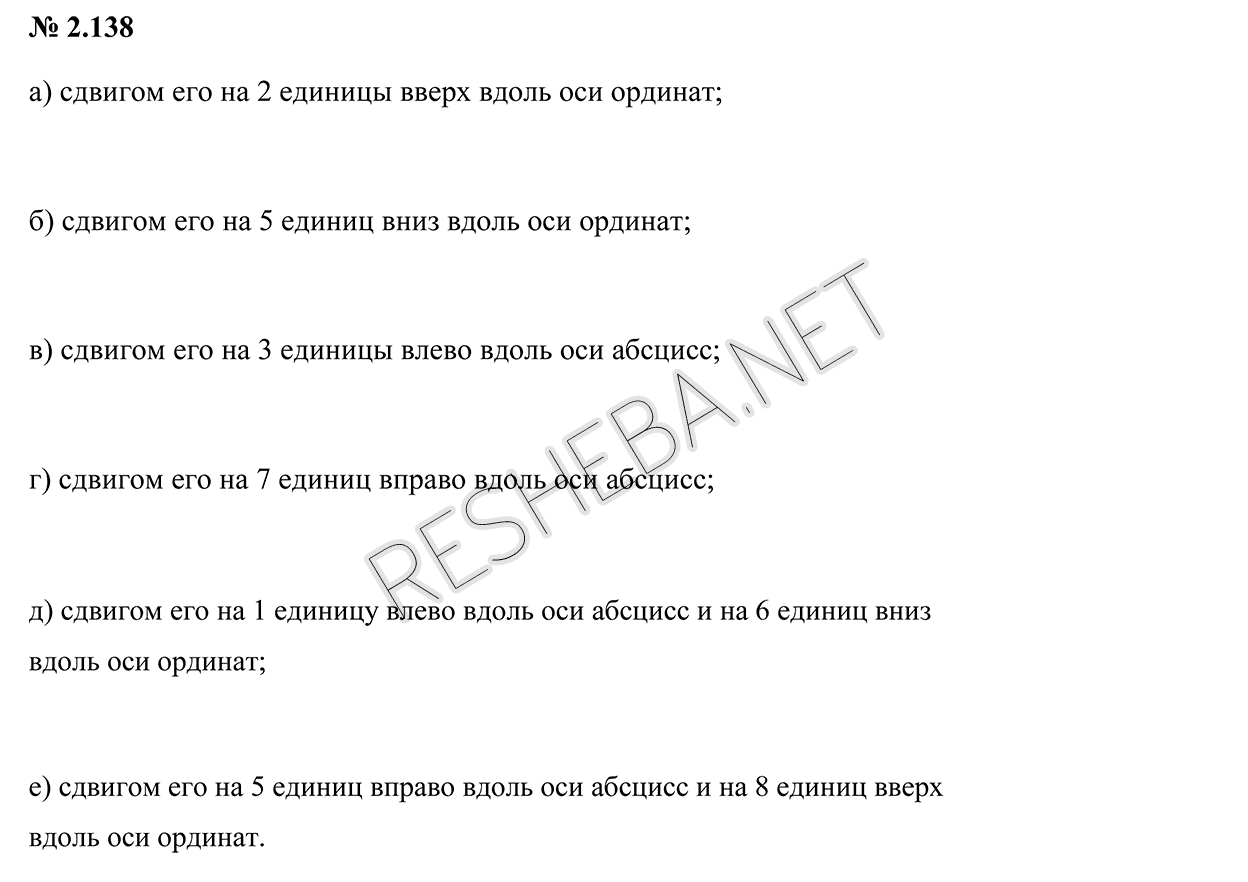 № 2.138
а) сдвигом его на 2 единицы вверх вдоль оси ординат;
б) сдвигом его на 5 единиц вниз вдоль оси ординат;
в) сдвигом его на 3 единицы влево вдоль оси абсцисс;
г) сдвигом его на 7 единиц вправо вдоль оси абсцисс;
д) сдвигом его на 1 единицу влево вдоль оси абсцисс и на 6 единиц вниз
вдоль оси ординат;
е) сдвигом его на 5 единиц вправо вдоль оси абсцисс и на 8 единиц вверх
вдоль оси ординат.
RESHEBA.NET